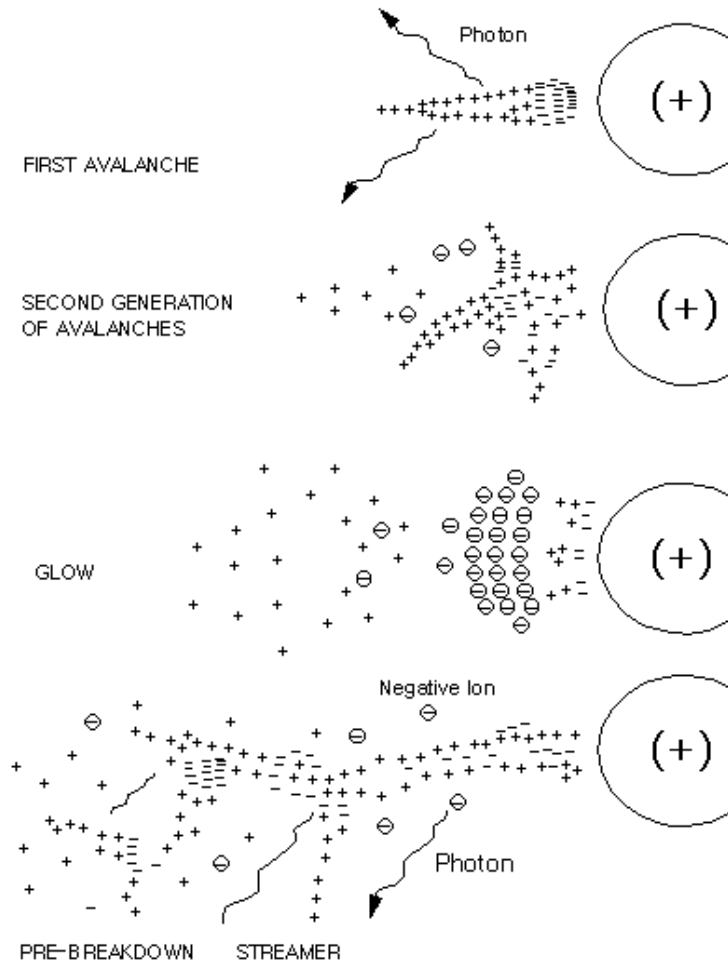 Photon
(+)
FIRST AVALANCHE
SECOND GENERATION
OF AVALANCHES
(+)
GLOW
(+)
Negative Ion
(+)
Photon
PRE-BREAKDOWN STREAMER